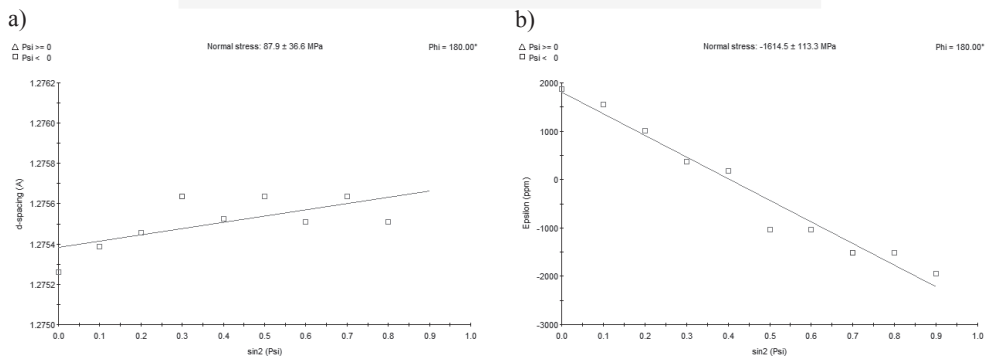 a)
△ Psi >= 0
□ Psi < 0
Normal stress: 87.9 ± 36.6 MPa
Phi = 180.00°
1.2762
1.2760
1.2758
1.2756
1.2754
1.2752
1.2750
d-spacing (A)
0.0 0.1 0.2 0.3 0.4 0.5 0.6 0.7 0.8 0.9 1.0
sin2 (Psi)
b)
△ Psi >= 0
□ Psi < 0
Normal stress: -1614.5 ± 113.3 MPa
Phi = 180.00°
2000
1000
0
-1000
-2000
-3000
Epsilon (ppm)
0.0 0.1 0.2 0.3 0.4 0.5 0.6 0.7 0.8 0.9 1.0
sin2 (Psi)